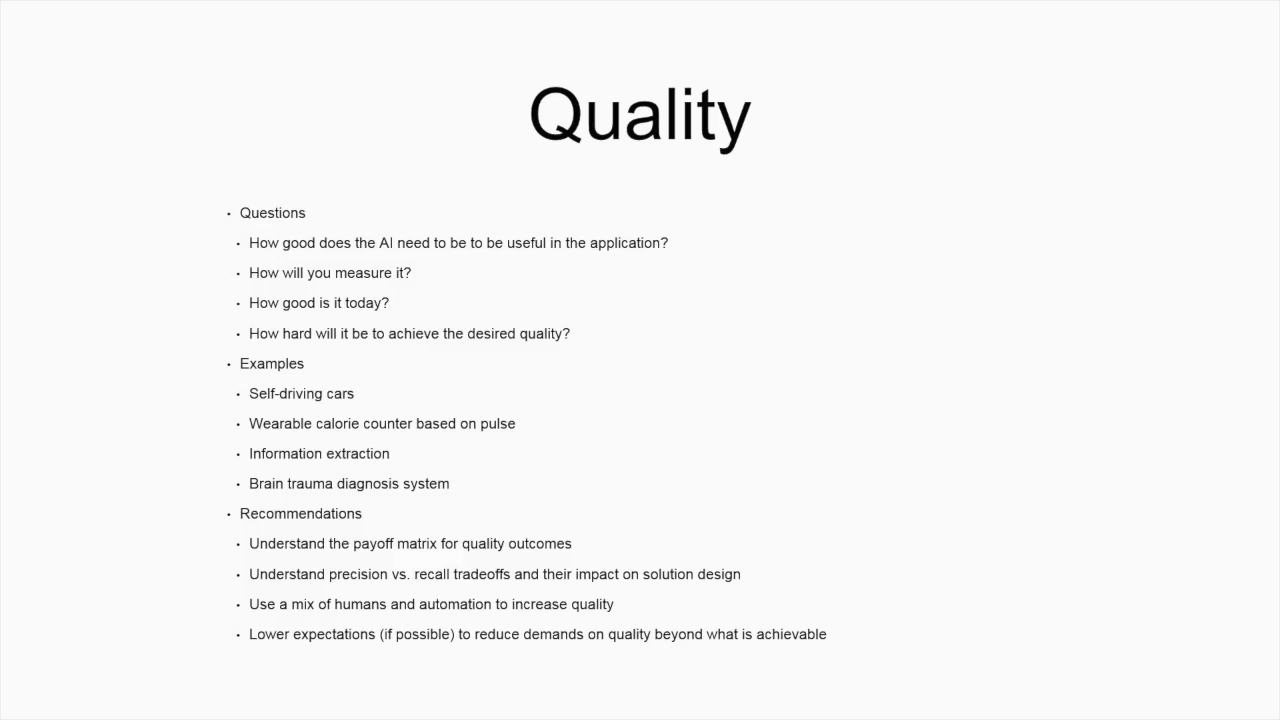 Quality
• Questions
• How good does the AI need to be to be useful in the application?
• How will you measure it?
• How good is it today?
• How hard will it be to achieve the desired quality?
• Examples
• Self-driving cars
• Wearable calorie counter based on pulse
• Information extraction
• Brain trauma diagnosis system
• Recommendations
• Understand the payoff matrix for quality outcomes
• Understand precision vs. recall tradeoffs and their impact on solution design
• Use a mix of humans and automation to increase quality
• Lower expectations (if possible) to reduce demands on quality beyond what is achievable